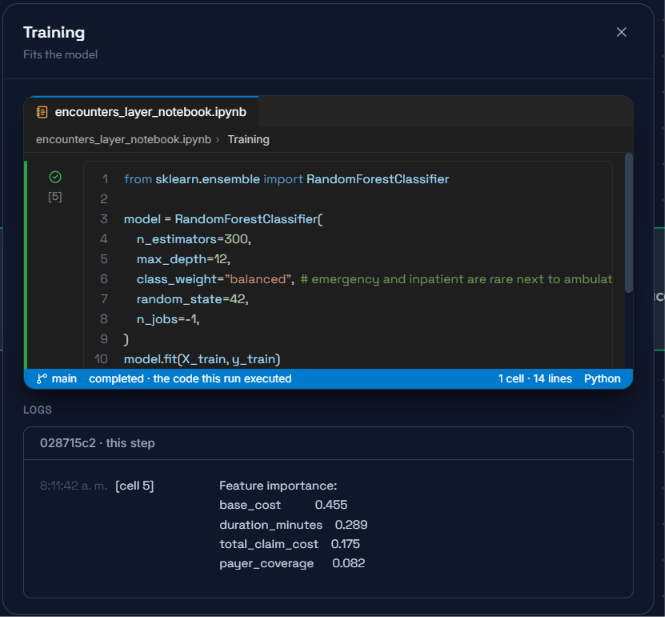 Training
Fits the model
encounters_layer_notebook.ipynb
encounters_layer_notebook.ipynb › Training
[5]
1 from sklearn.ensemble import RandomForestClassifier
2
3 model = RandomForestClassifier(
4 n_estimators=300,
5 max_depth=12,
6 class_weight="balanced", # emergency and inpatient are rare next to ambulat
7 random_state=42,
8 n_jobs=-1,
9 )
10 model.fit(X_train, y_train)
main completed · the code this run executed 1 cell · 14 lines Python
LOGS
028715c2 · this step
8:11:42 a. m. [cell 5] Feature importance:
base_cost 0.455
duration_minutes 0.289
total_claim_cost 0.175
payer_coverage 0.082